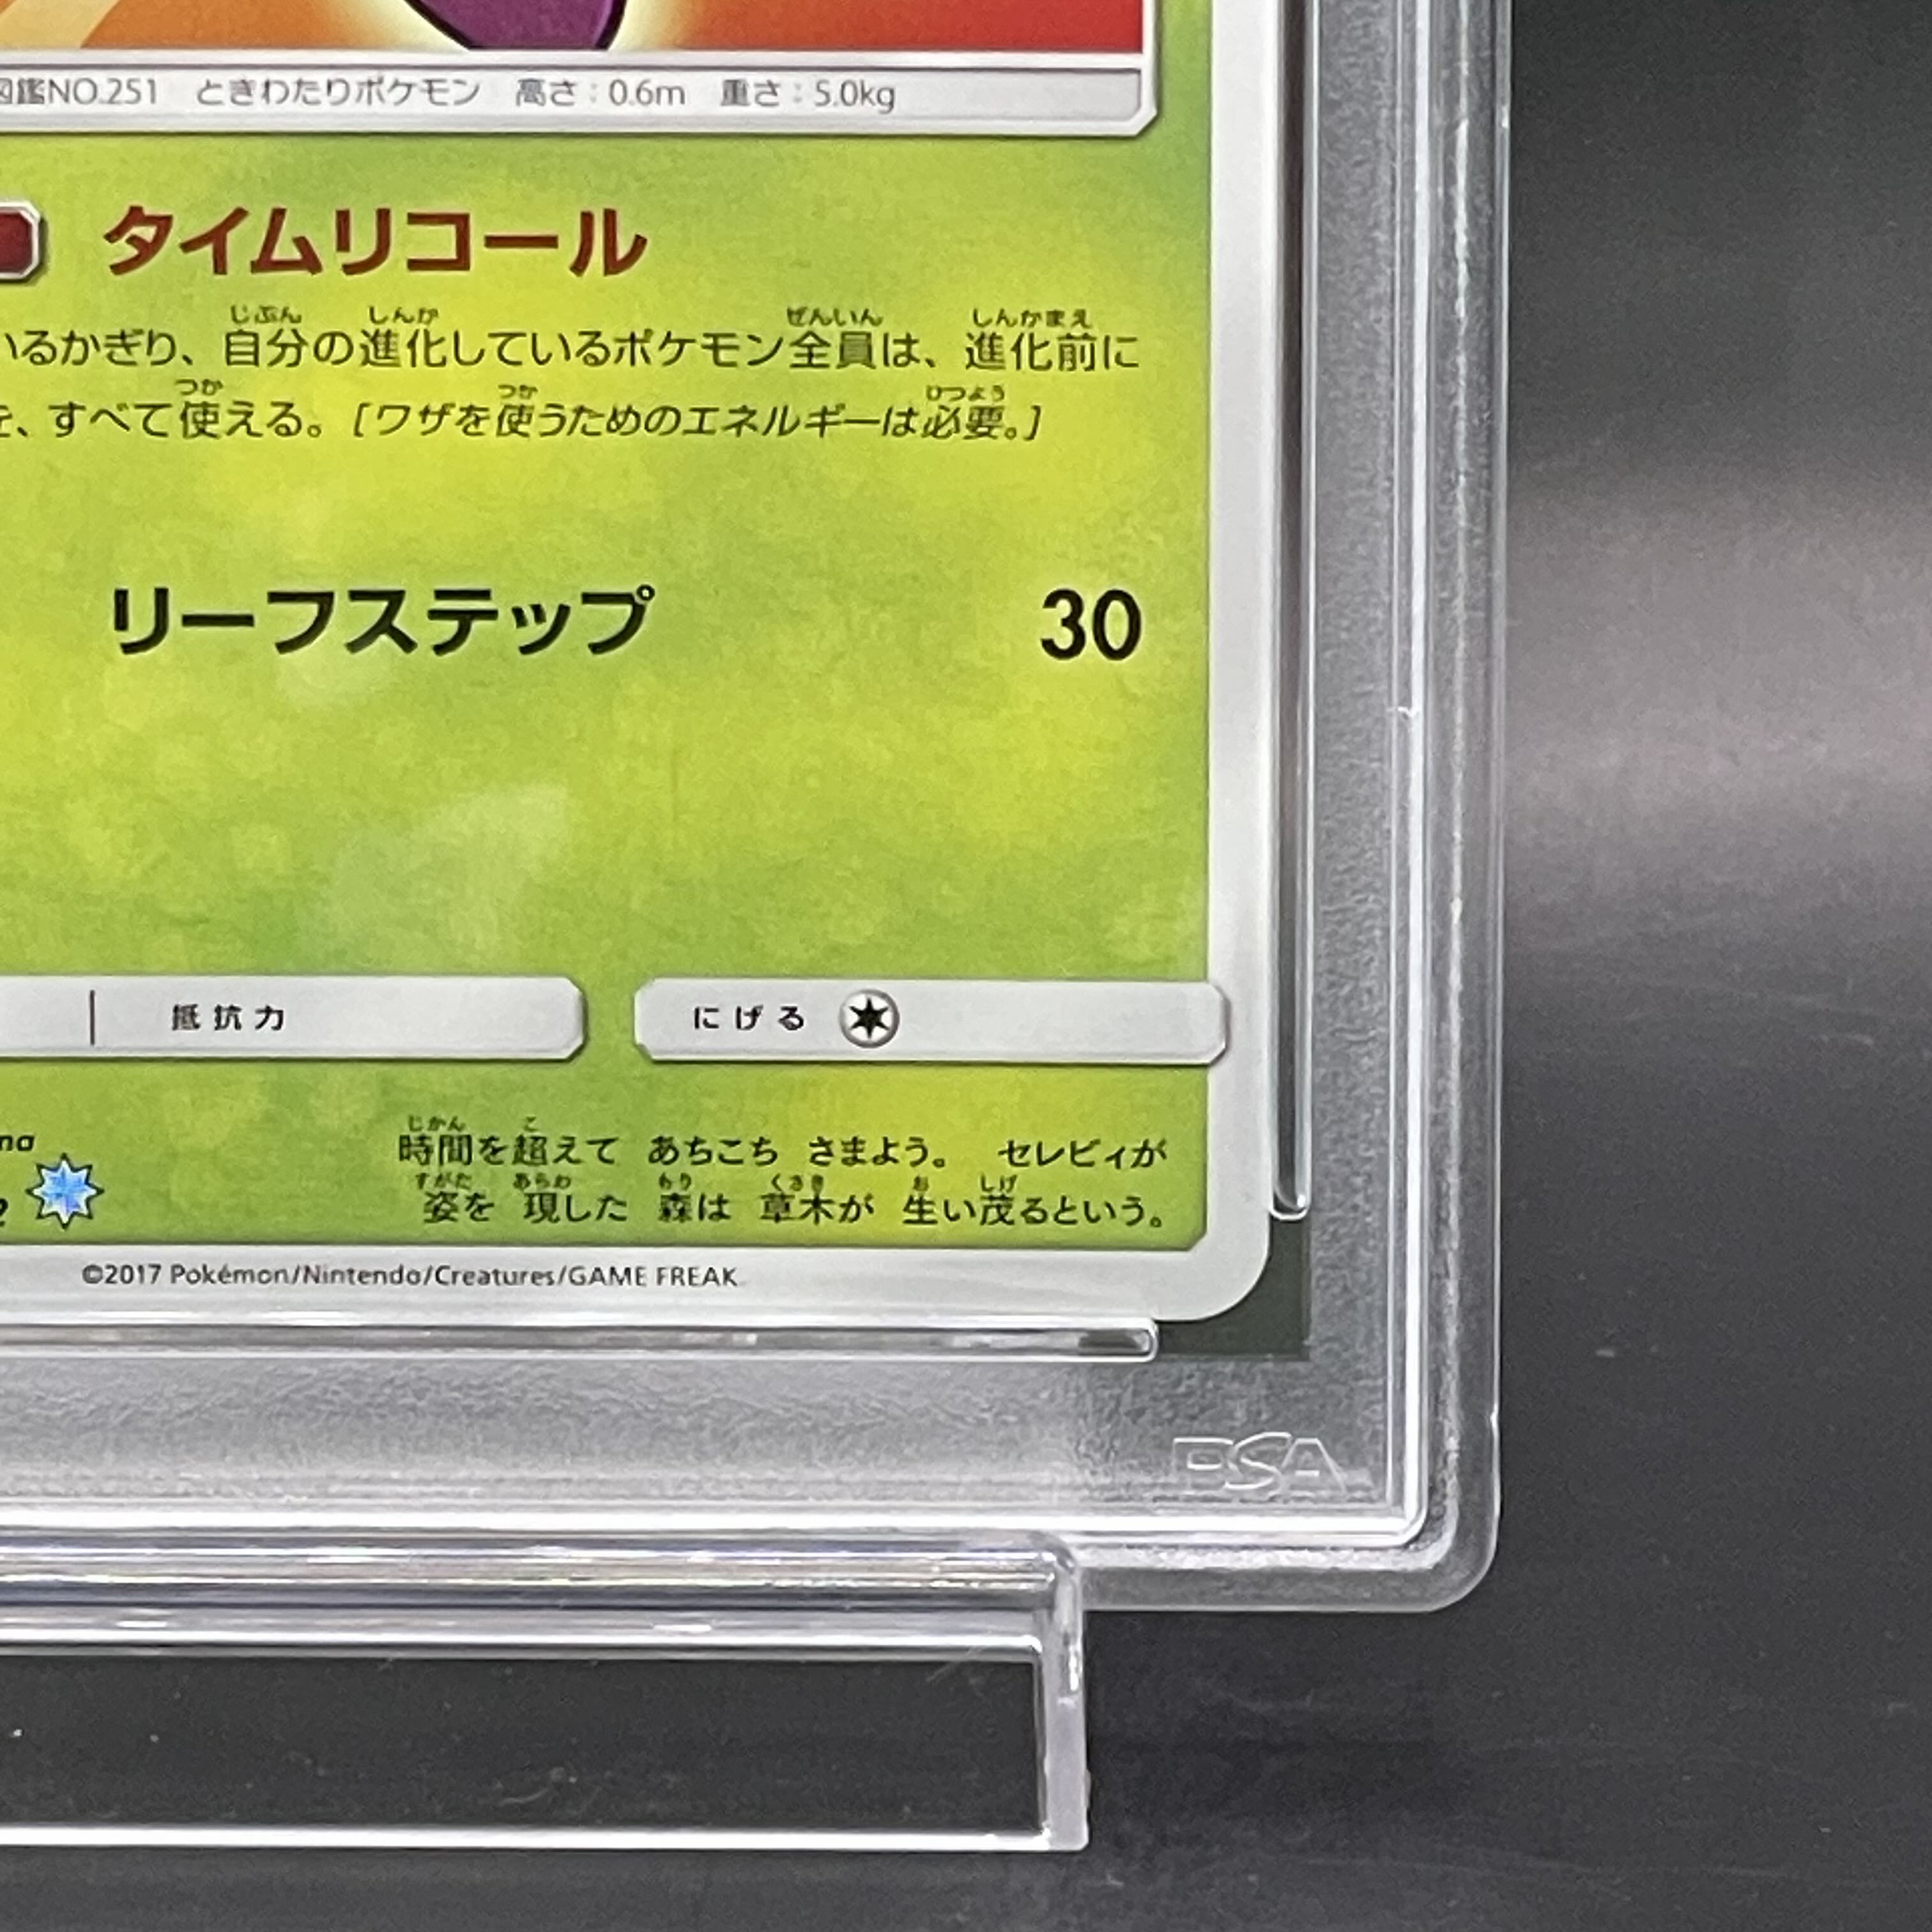 図鑑NO.251 ときわたりポケモン 高さ：0.6m 重さ：5.0kg
タイムリコール
じぶん しんか ぜんいん しんかまえ
いるかぎり、自分の進化しているポケモン全員は、進化前に
つか つか ひつよう
を、すべて使える。［ワザを使うためのエネルギーは必要。］
リーフステップ 30
抵抗力 にげる
じかん こ
時間を超えて あちこち さまよう。 セレビィが
すがた あらわ もり くさき お しげ
姿を 現した 森は 草木が 生い茂るという。
©2017 Pokémon/Nintendo/Creatures/GAME FREAK
PSA